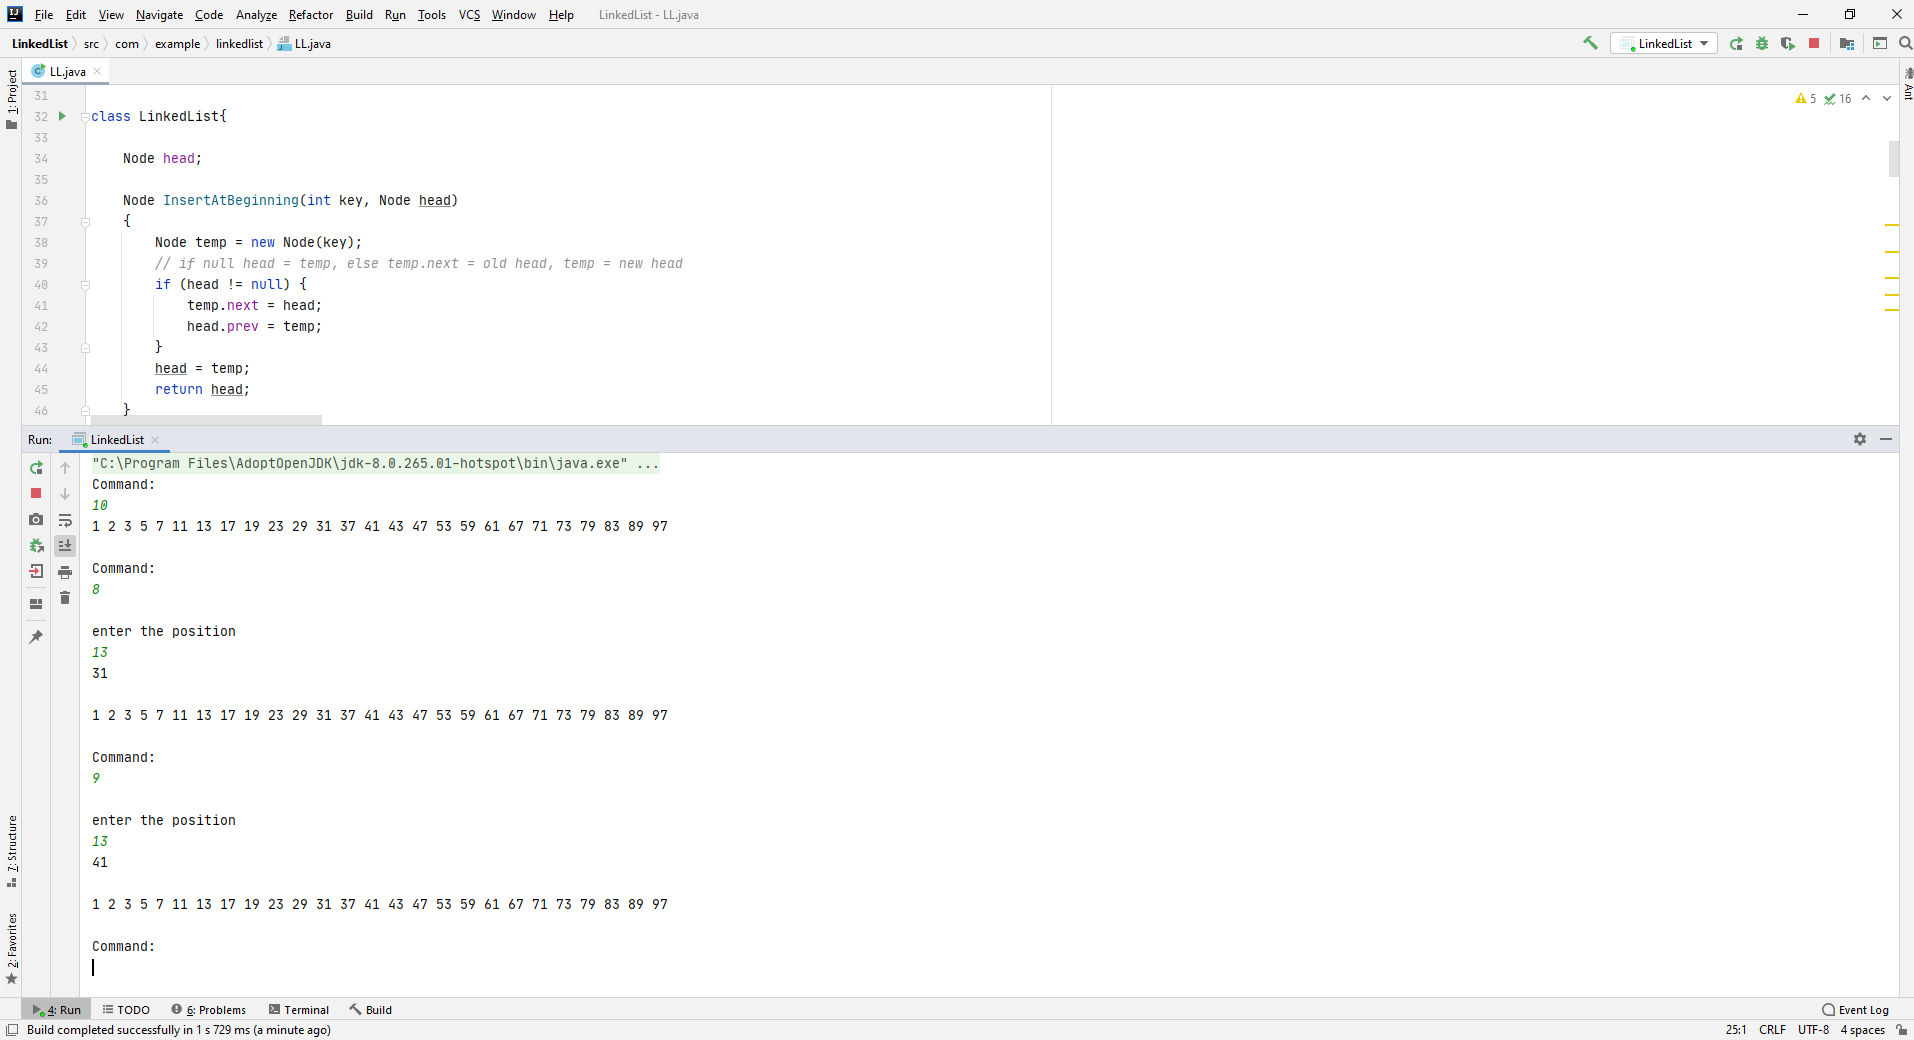 File Edit View Navigate Code Analyze Refactor Build Run Tools VCS Window Help LinkedList - LL.java
LinkedList src com example linkedlist LL.java LinkedList
1: Project
LL.java
Ant
31
5 16
32 class LinkedList{
33
34 Node head;
35
36 Node InsertAtBeginning(int key, Node head)
37 {
38 Node temp = new Node(key);
39 // if null head = temp, else temp.next = old head, temp = new head
40 if (head != null) {
41 temp.next = head;
42 head.prev = temp;
43 }
44 head = temp;
45 return head;
46 }
Run: LinkedList
"C:\Program Files\AdoptOpenJDK\jdk-8.0.265.01-hotspot\bin\java.exe" ...
Command:
10
1 2 3 5 7 11 13 17 19 23 29 31 37 41 43 47 53 59 61 67 71 73 79 83 89 97
Command:
8
enter the position
13
31
1 2 3 5 7 11 13 17 19 23 29 31 37 41 43 47 53 59 61 67 71 73 79 83 89 97
Command:
9
enter the position
13
41
1 2 3 5 7 11 13 17 19 23 29 31 37 41 43 47 53 59 61 67 71 73 79 83 89 97
Command:
7: Structure
2: Favorites
4: Run TODO 6: Problems Terminal Build Event Log
Build completed successfully in 1 s 729 ms (a minute ago) 25:1 CRLF UTF-8 4 spaces